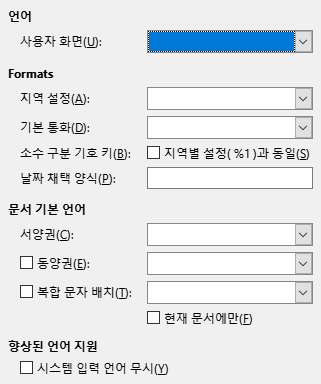 언어
사용자 화면(U):
Formats
지역 설정(A):
기본 통화(D):
소수 구분 기호 키(B):
지역별 설정( %1 )과 동일(S)
날짜 채택 양식(P):
문서 기본 언어
서양권(C):
동양권(E):
복합 문자 배치(T):
현재 문서에만(F)
향상된 언어 지원
시스템 입력 언어 무시(Y)